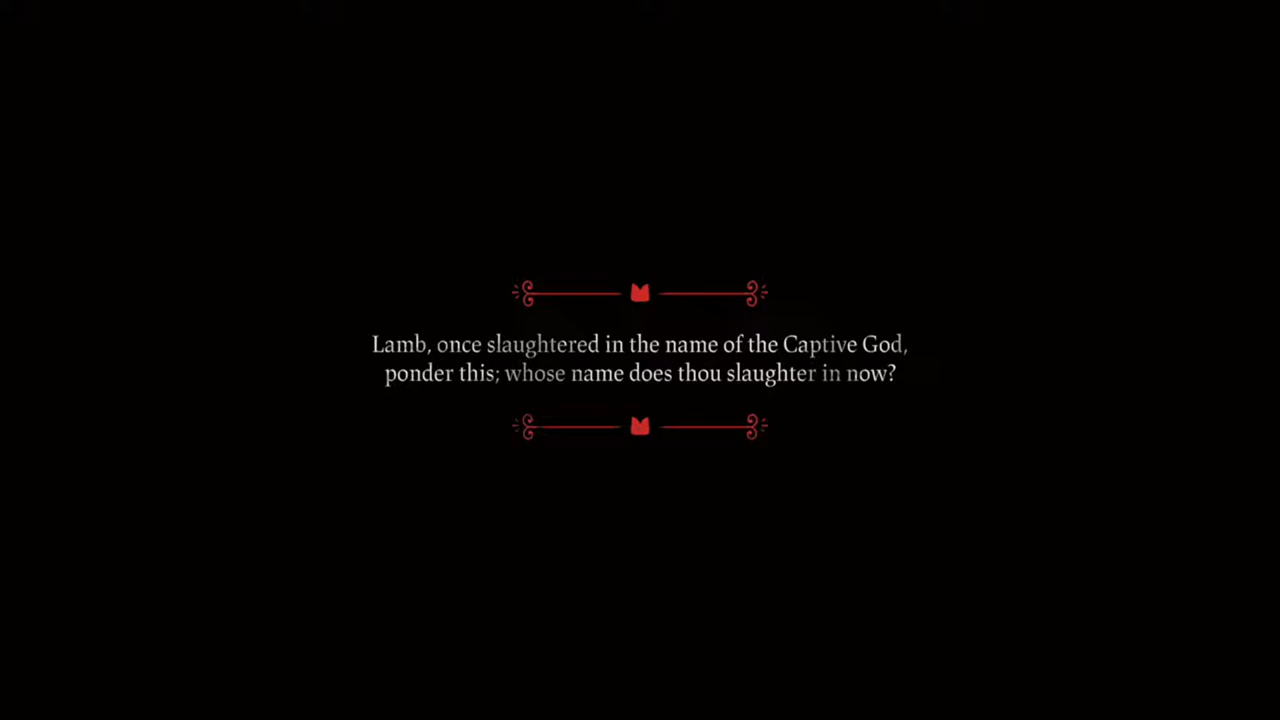 Lamb, once slaughtered in the name of the Captive God,
ponder this; whose name does thou slaughter in now?